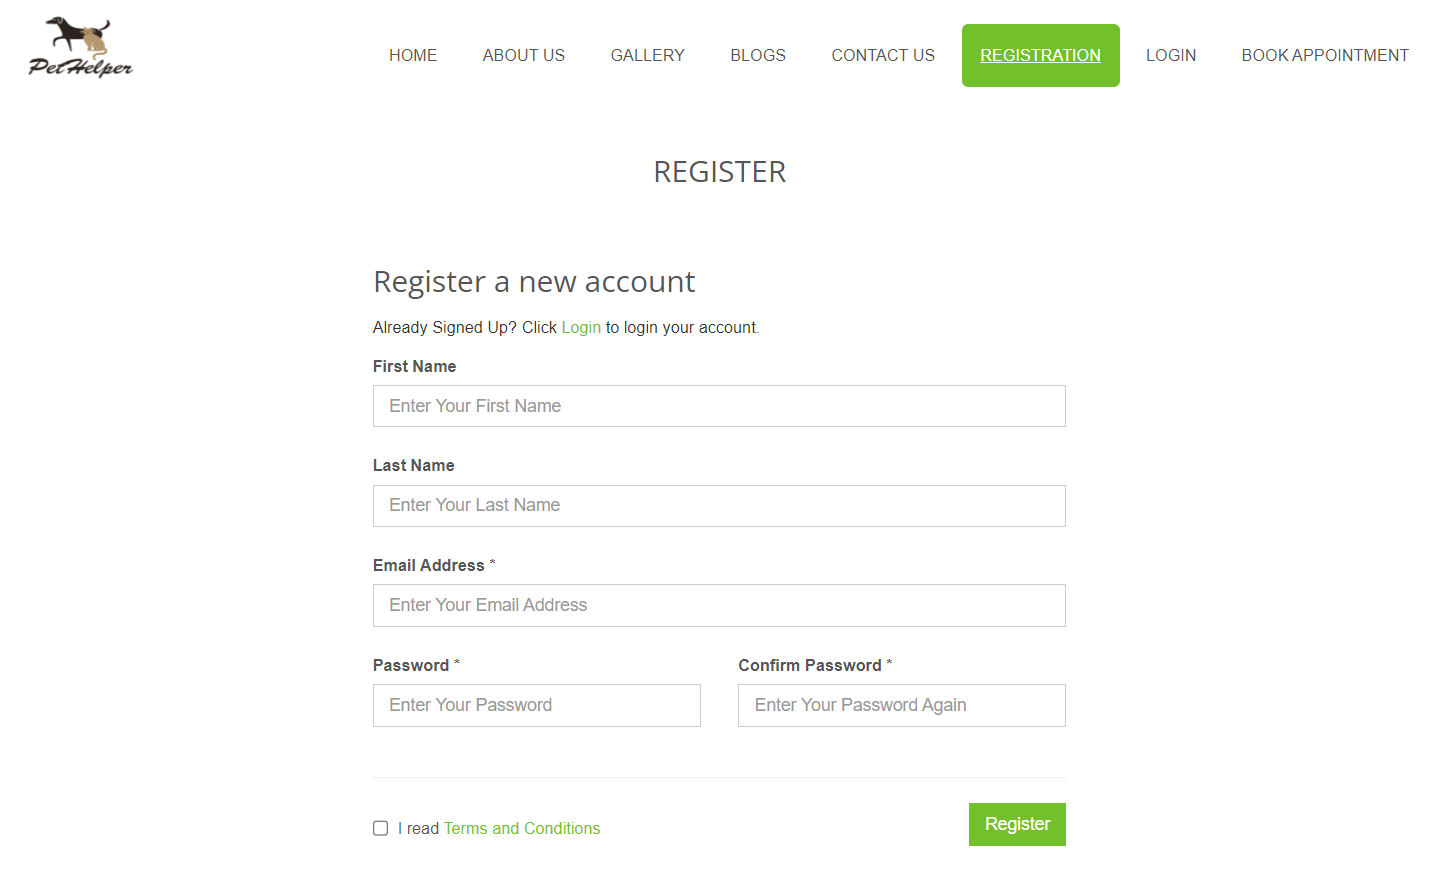 PetHelper
HOME ABOUT US GALLERY BLOGS CONTACT US REGISTRATION LOGIN BOOK APPOINTMENT
REGISTER
Register a new account
Already Signed Up? Click Login to login your account.
First Name
Enter Your First Name
Last Name
Enter Your Last Name
Email Address *
Enter Your Email Address
Password * Confirm Password *
Enter Your Password Enter Your Password Again
I read Terms and Conditions Register